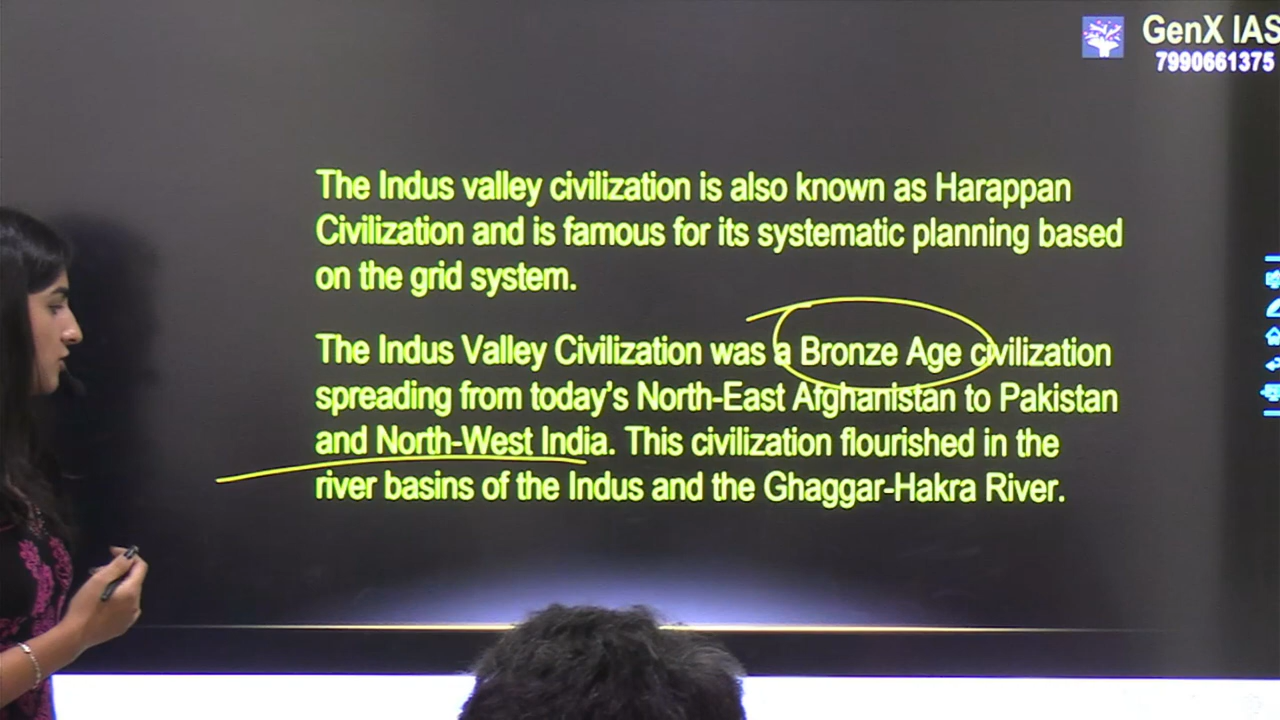 GenX IAS
7990661375
The Indus valley civilization is also known as Harappan
Civilization and is famous for its systematic planning based
on the grid system.
The Indus Valley Civilization was a Bronze Age civilization
spreading from today's North-East Afghanistan to Pakistan
and North-West India. This civilization flourished in the
river basins of the Indus and the Ghaggar-Hakra River.